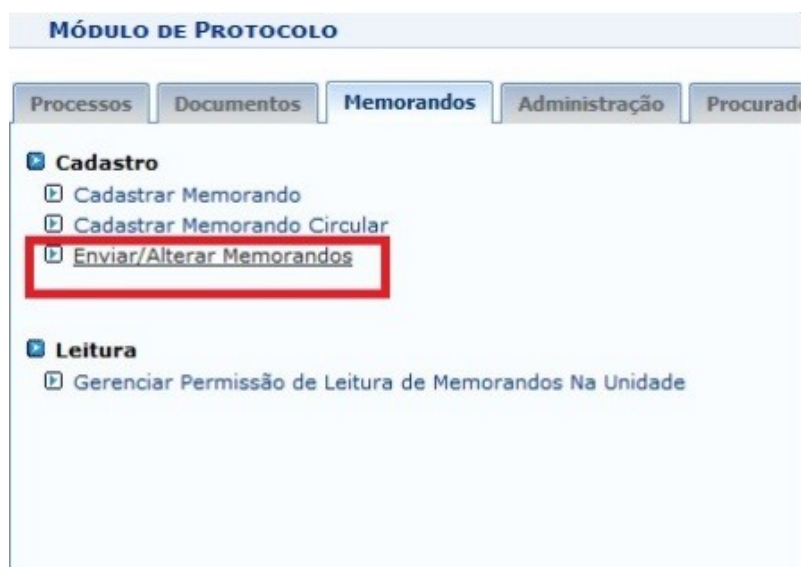 MÓDULO DE PROTOCOLO
Processos Documentos Memorandos Administração
Cadastro
Cadastrar Memorando
Cadastrar Memorando Circular
Enviar/Alterar Memorandos
Leitura
Gerenciar Permissão de Leitura de Memorandos Na Unidade